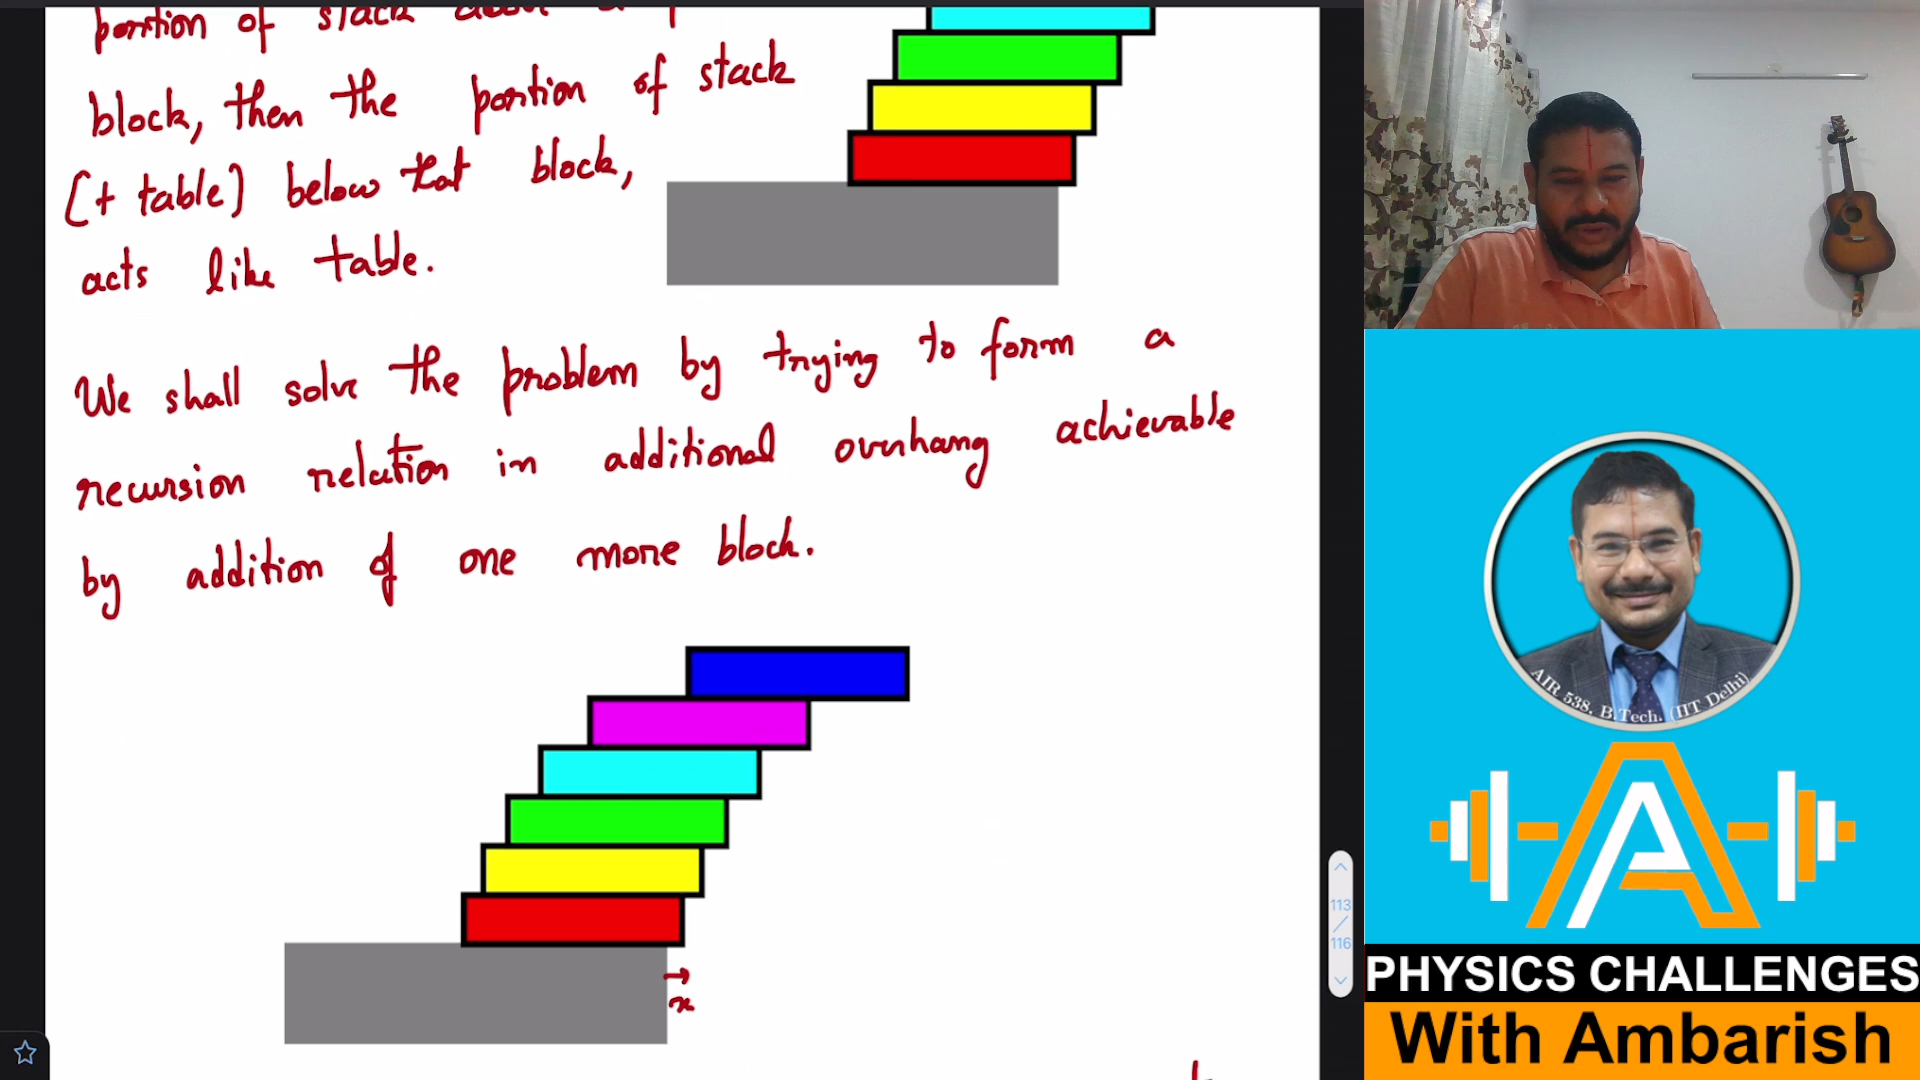 portion of stack
block, then the portion of stack
[+ table] below that block,
acts like table.
We shall solve the problem by trying to form a
recursion relation in additional overhang achievable
by addition of one more block.
x
113
/
116
AIR 538, B.Tech. (IIT Delhi)
PHYSICS CHALLENGES
With Ambarish